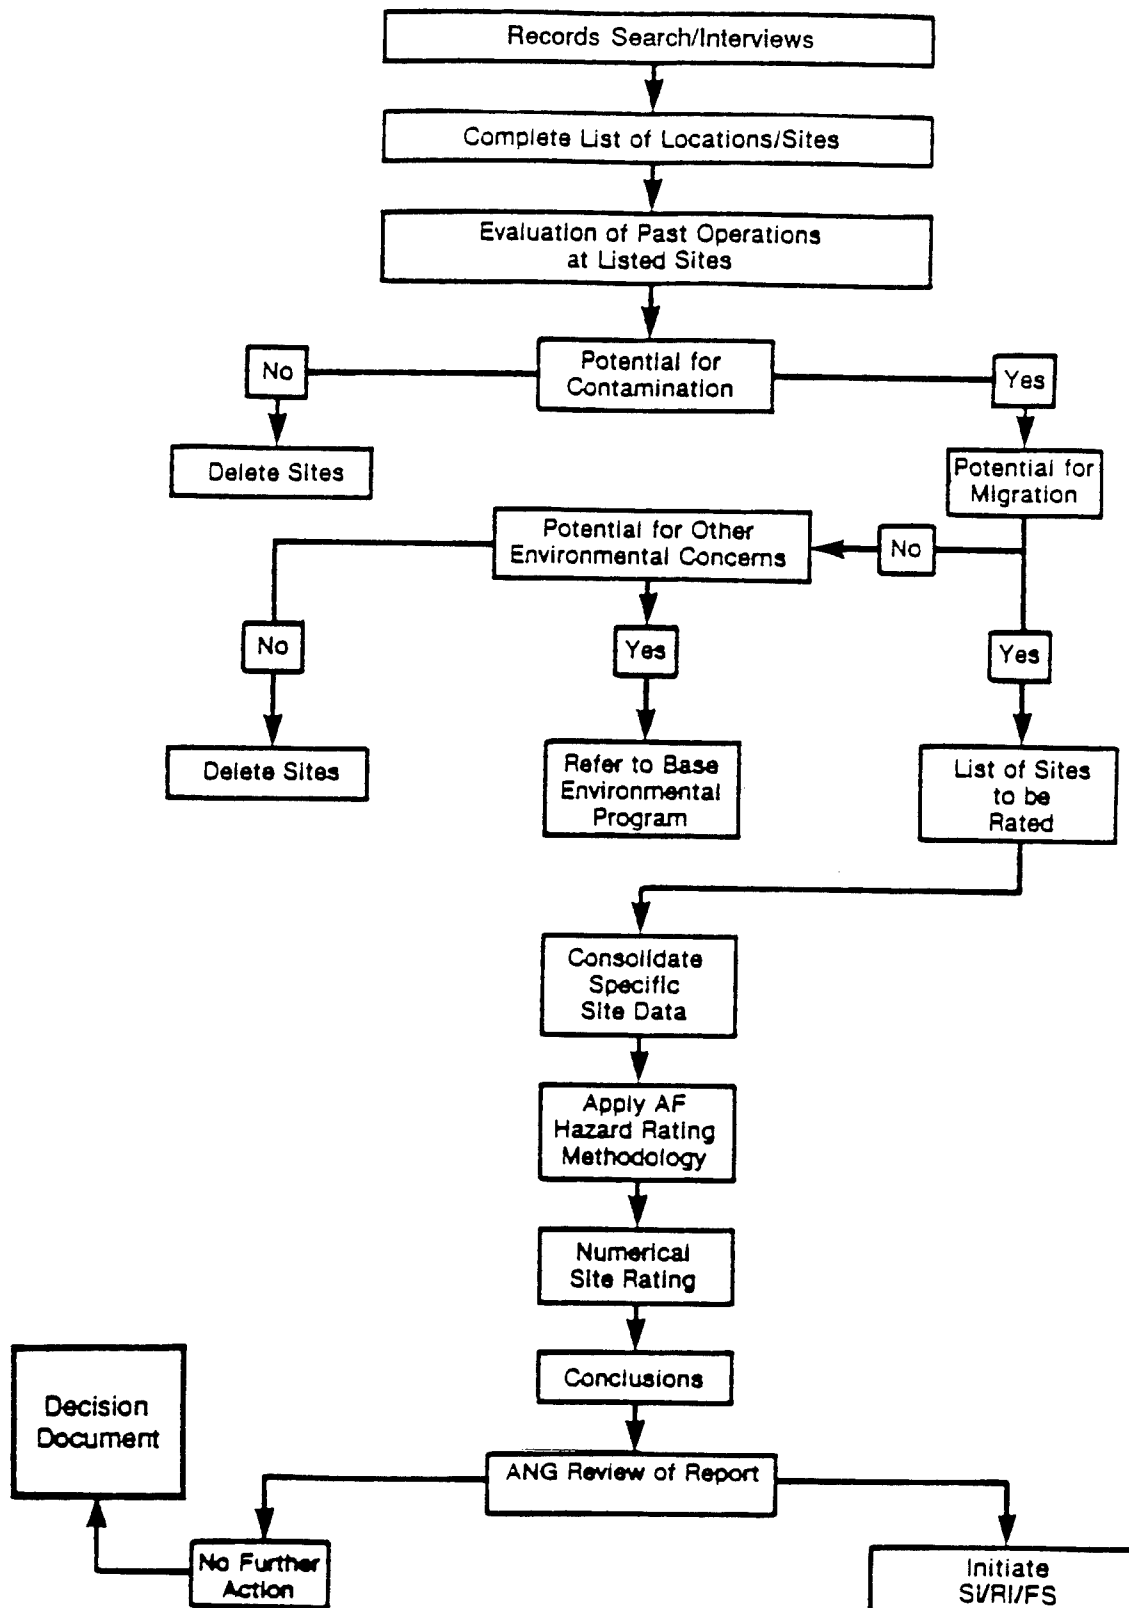 Records Search/Interviews
Complete List of Locations/Sites
Evaluation of Past Operations
at Listed Sites
Potential for
Contamination
No
Yes
Delete Sites
Potential for
Migration
Potential for Other
Environmental Concerns
No
No
Yes
Yes
Delete Sites
Refer to Base
Environmental
Program
List of Sites
to be
Rated
Consolidate
Specific
Site Data
Apply AF
Hazard Rating
Methodology
Numerical
Site Rating
Conclusions
Decision
Document
ANG Review of Report
No Further
Action
Initiate
SI/RI/FS